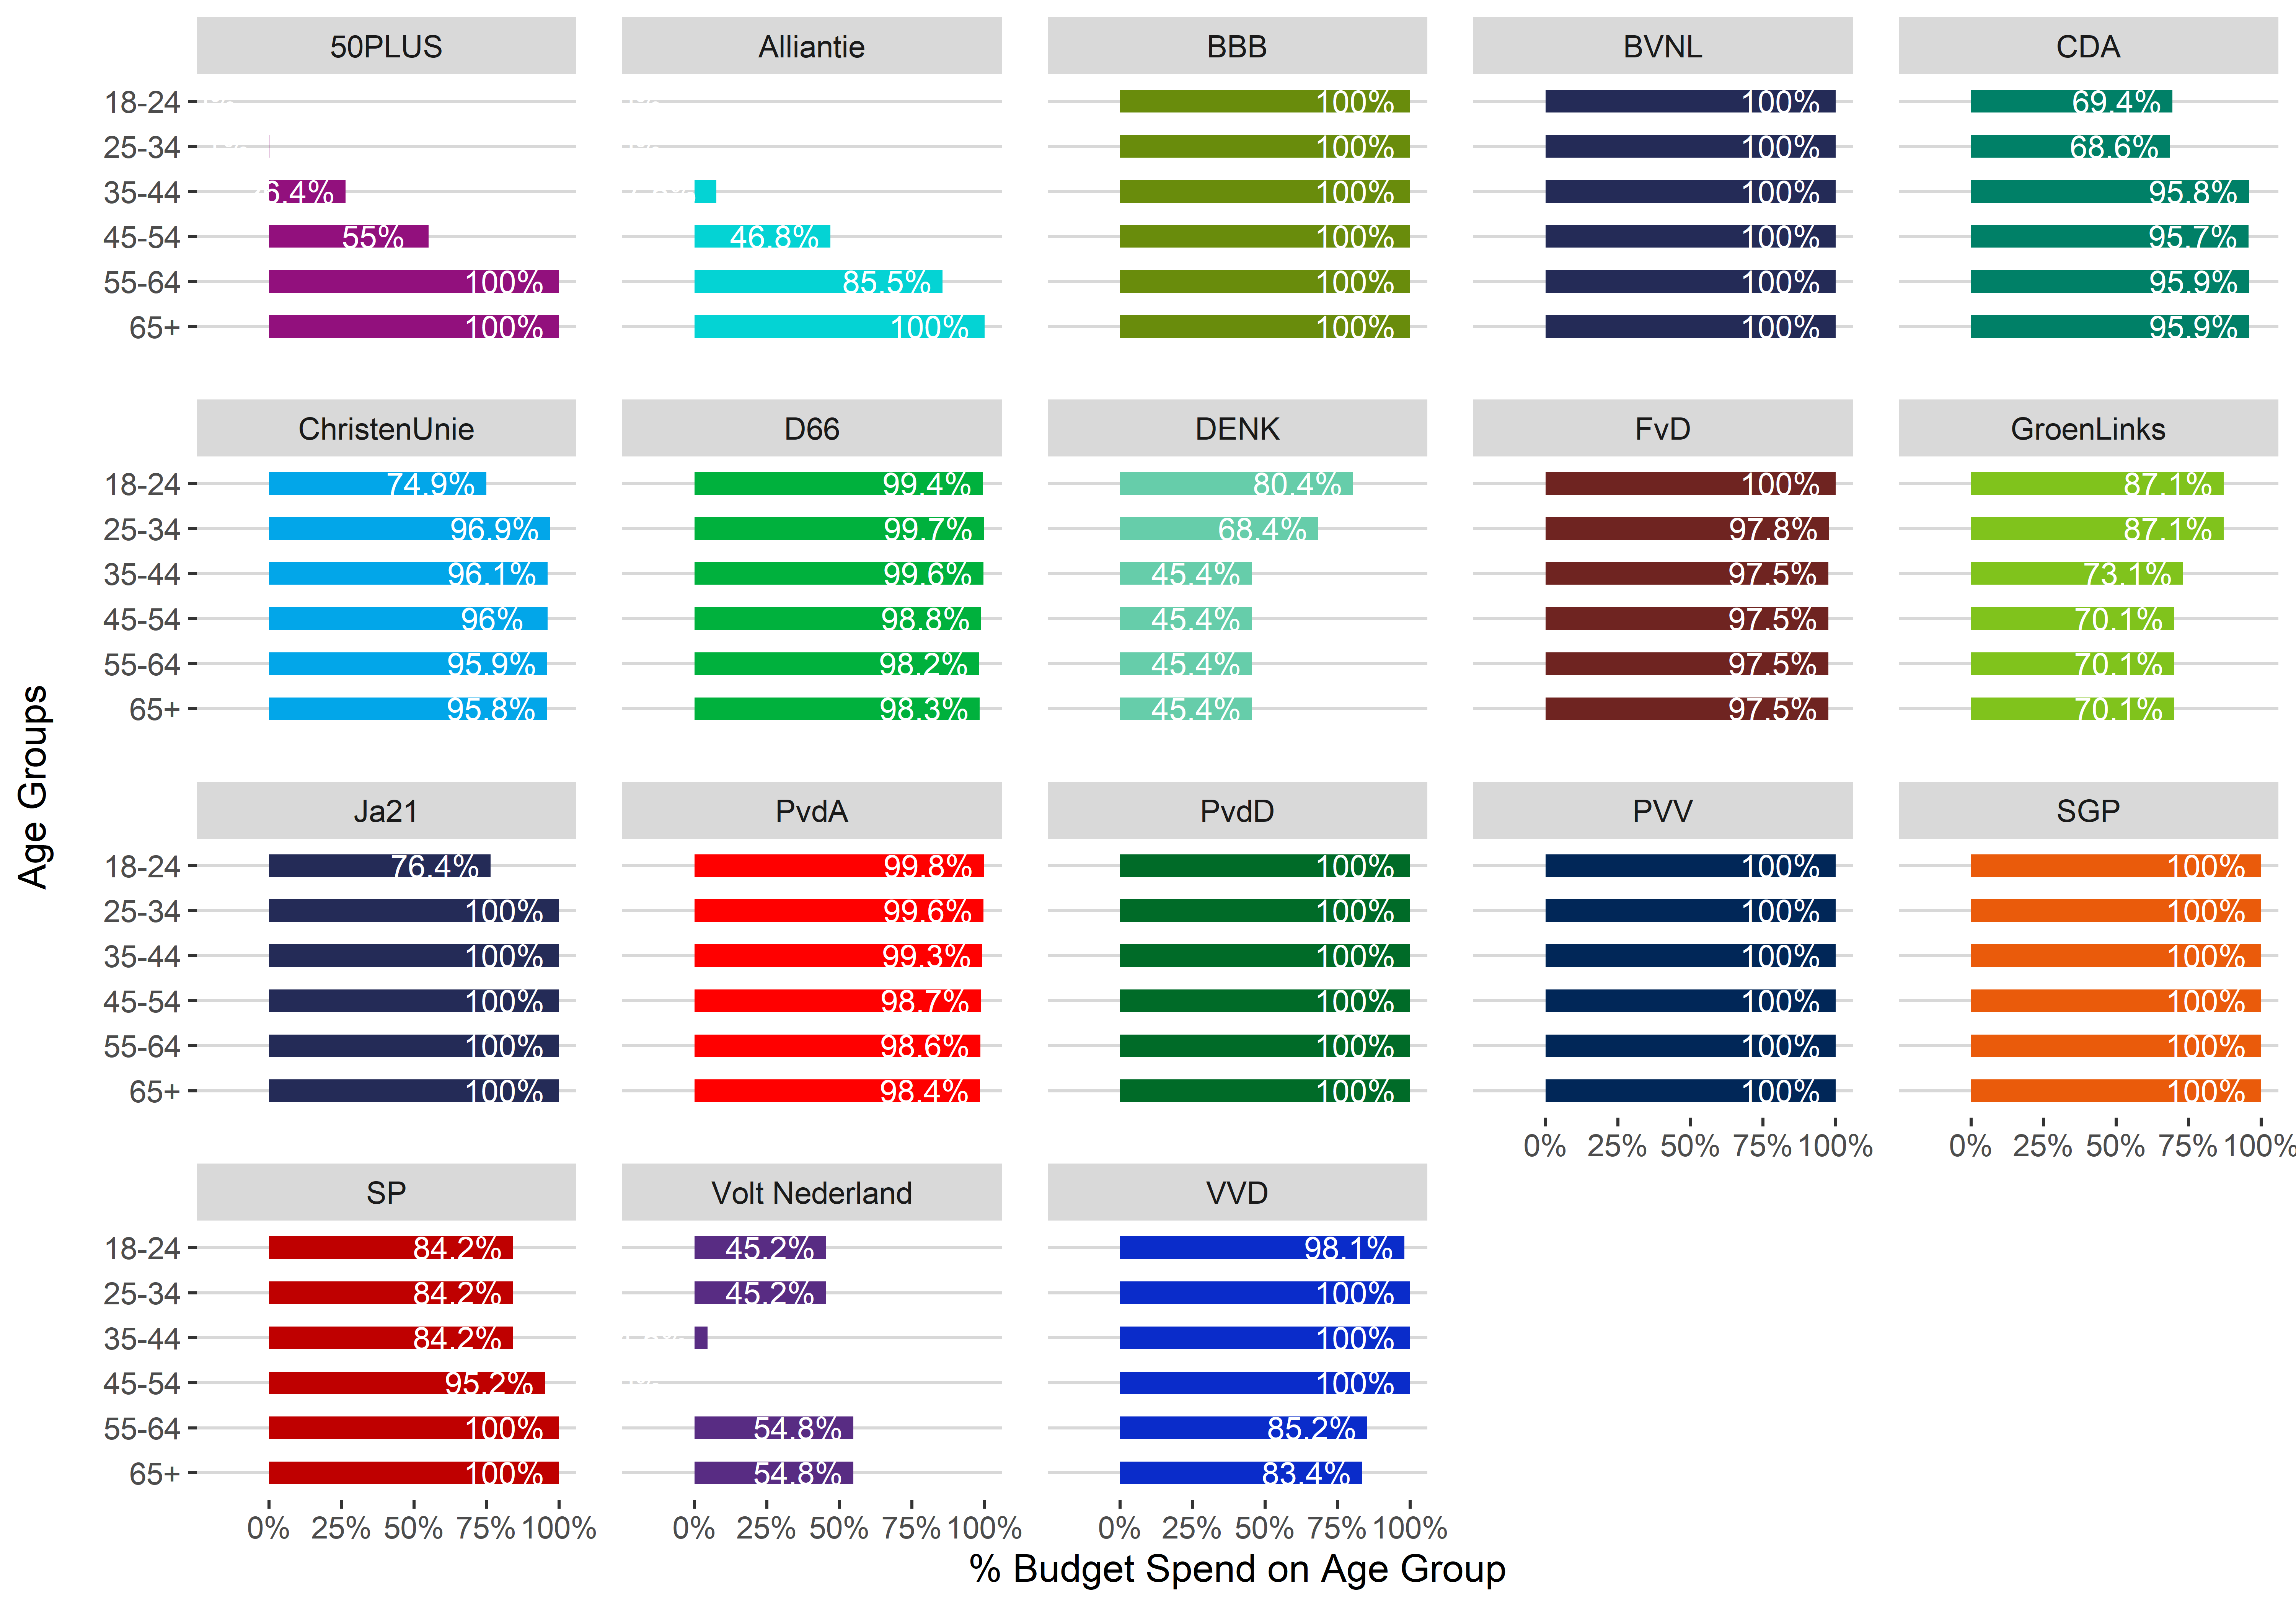 50PLUS Alliantie BBB BVNL CDA
18-24 100% 100% 69.4%
25-34 100% 100% 68.6%
35-44 6.4% 100% 100% 95.8%
45-54 55% 46.8% 100% 100% 95.7%
55-64 100% 85.5% 100% 100% 95.9%
65+ 100% 100% 100% 100% 95.9%
ChristenUnie D66 DENK FvD GroenLinks
18-24 74.9% 99.4% 80.4% 100% 87.1%
25-34 96.9% 99.7% 68.4% 97.8% 87.1%
35-44 96.1% 99.6% 45.4% 97.5% 73.1%
45-54 96% 98.8% 45.4% 97.5% 70.1%
55-64 95.9% 98.2% 45.4% 97.5% 70.1%
65+ 95.8% 98.3% 45.4% 97.5% 70.1%
Age Groups
Ja21 PvdA PvdD PVV SGP
18-24 76.4% 99.8% 100% 100% 100%
25-34 100% 99.6% 100% 100% 100%
35-44 100% 99.3% 100% 100% 100%
45-54 100% 98.7% 100% 100% 100%
55-64 100% 98.6% 100% 100% 100%
65+ 100% 98.4% 100% 100% 100%
0% 25% 50% 75% 100% 0% 25% 50% 75% 100%
SP Volt Nederland VVD
18-24 84.2% 45.2% 98.1%
25-34 84.2% 45.2% 100%
35-44 84.2% 100%
45-54 95.2% 100%
55-64 100% 54.8% 85.2%
65+ 100% 54.8% 83.4%
0% 25% 50% 75% 100% 0% 25% 50% 75% 100% 0% 25% 50% 75% 100%
% Budget Spend on Age Group